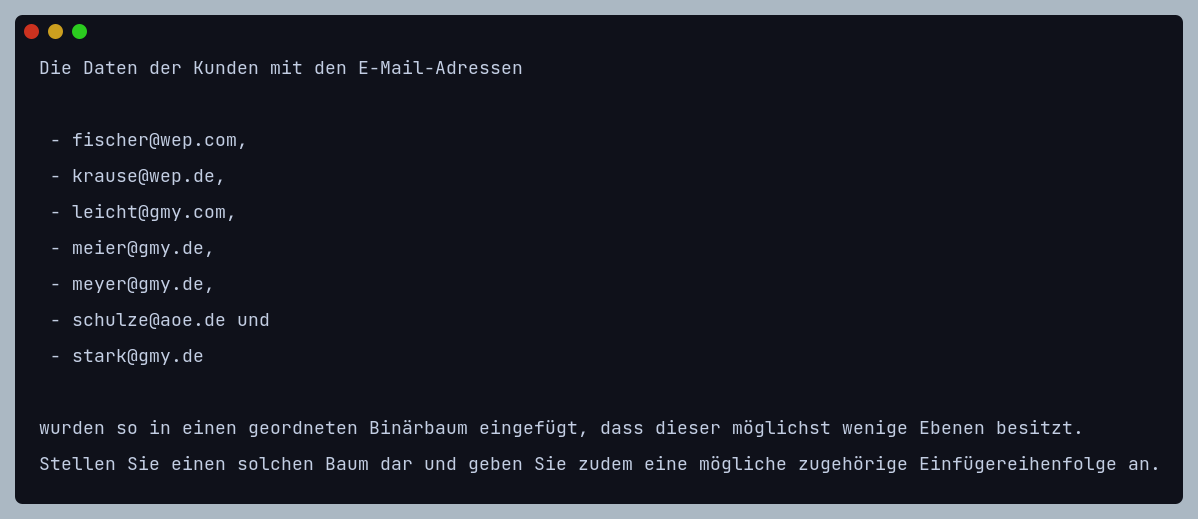 Die Daten der Kunden mit den E-Mail-Adressen
- fischer@wep.com,
- krause@wep.de,
- leicht@gmy.com,
- meier@gmy.de,
- meyer@gmy.de,
- schulze@aoe.de und
- stark@gmy.de
wurden so in einen geordneten Binärbaum eingefügt, dass dieser möglichst wenige Ebenen besitzt.
Stellen Sie einen solchen Baum dar und geben Sie zudem eine mögliche zugehörige Einfügereihenfolge an.